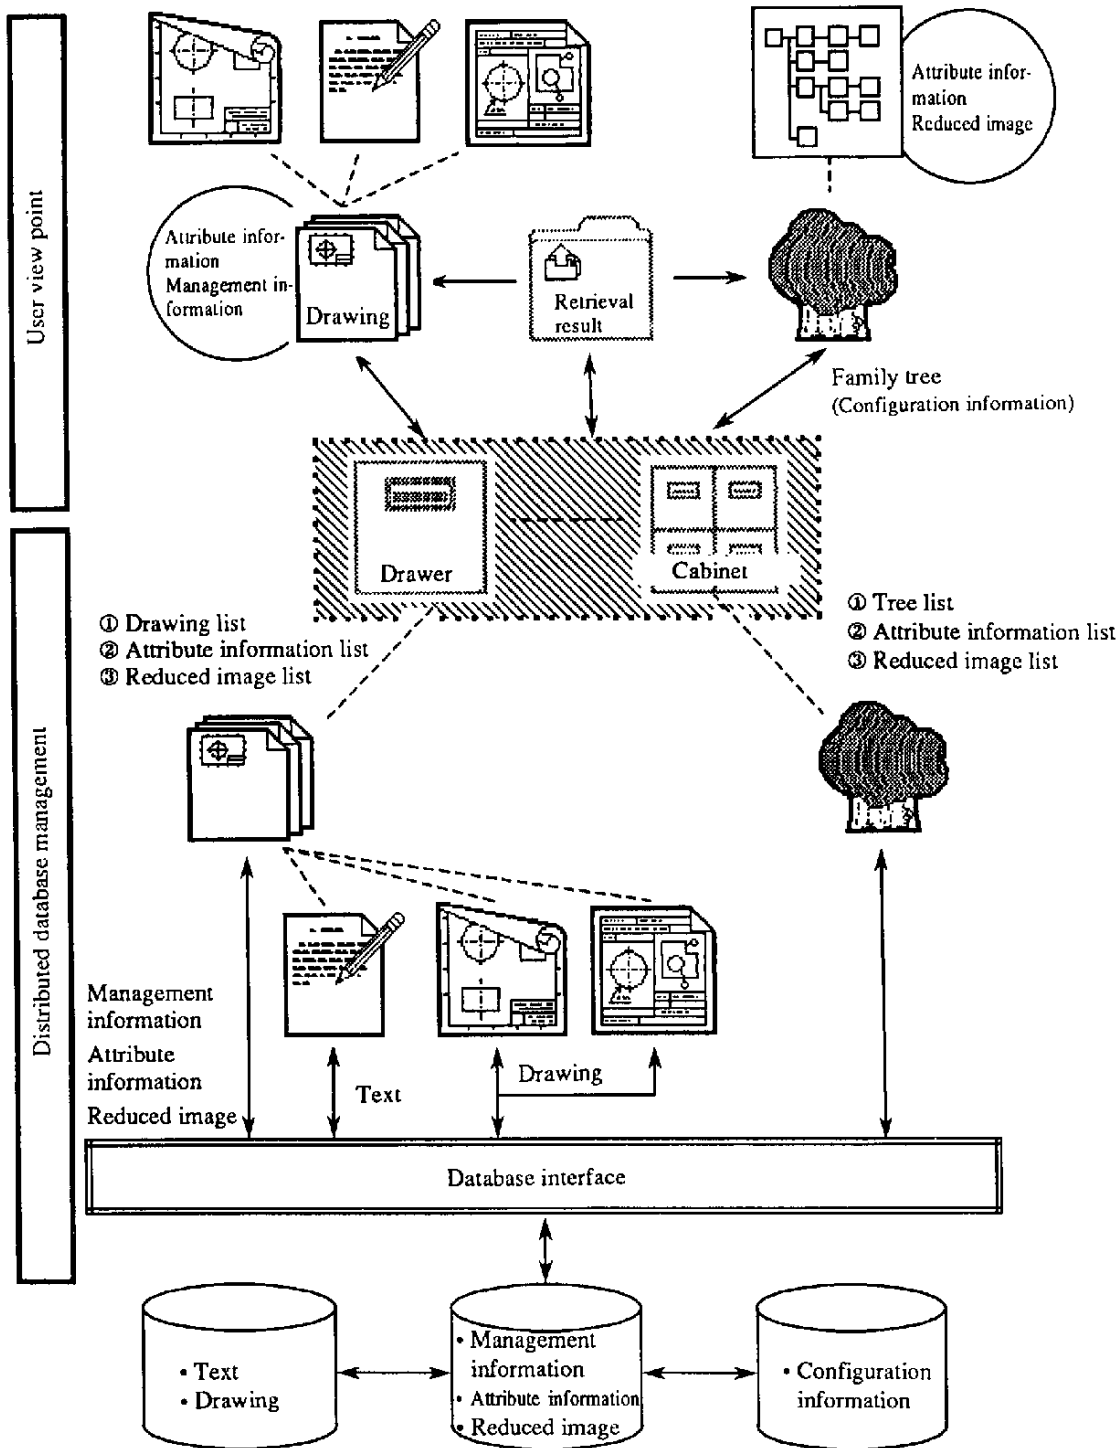 User view point
Attribute infor-
mation
Reduced image
Attribute infor-
mation
Management in-
formation
Drawing
Retrieval
result
Family tree
(Configuration information)
Drawer
Cabinet
Distributed database management
① Drawing list
② Attribute information list
③ Reduced image list
① Tree list
② Attribute information list
③ Reduced image list
Management
information
Attribute
information
Reduced image
Text
Drawing
Database interface
• Text
• Drawing
• Management
information
• Attribute information
• Reduced image
• Configuration
information